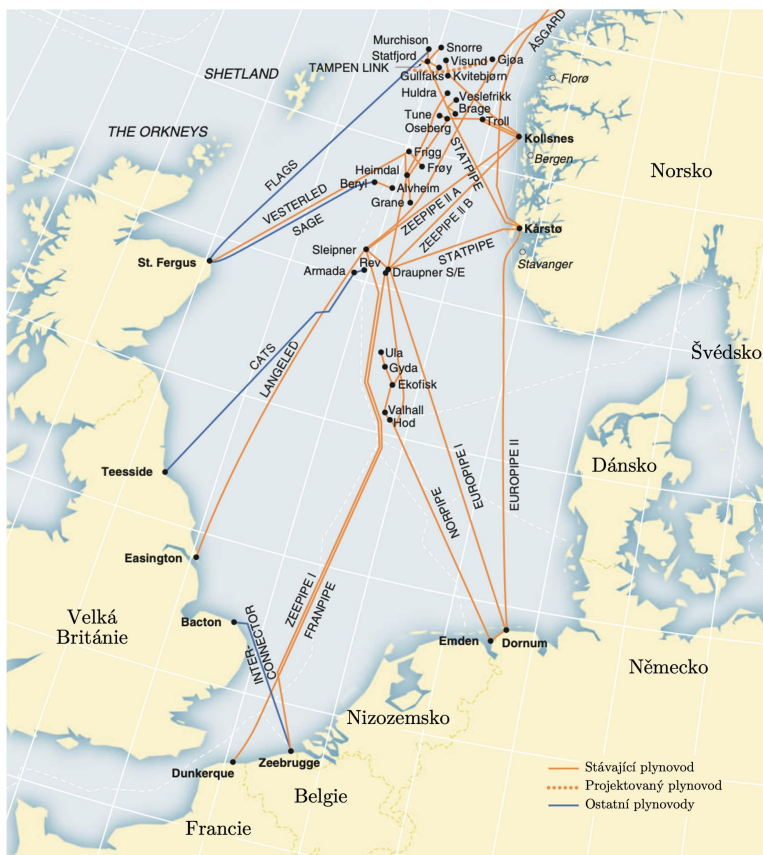 ÅSGARD
Murchison
Snorre
Statfjord
Visund
Gjøa
TAMPEN LINK
Gullfaks
Kvitebjørn
SHETLAND
Florø
Huldra
Veslefrikk
Brage
Tune
Oseberg
Troll
THE ORKNEYS
Kollsnes
Bergen
Frigg
STATPIPE
FLAGS
Heimdal
Frøy
Norsko
VESTERLED
Beryl
Alvheim
SAGE
Grane
ZEEPIPE II A
ZEEPIPE II B
Kårstø
Sleipner
STATPIPE
St. Fergus
Rev
Stavanger
Armada
Draupner S/E
CATS
LANGELED
Ula
Švédsko
Gyda
Ekofisk
Valhall
Hod
Teesside
Dánsko
NORPIPE
EUROPIPE I
EUROPIPE II
Easington
ZEEPIPE I
FRANPIPE
Velká
Británie
Bacton
INTER-
CONNECTOR
Emden
Dornum
Německo
Nizozemsko
Dunkerque
Zeebrugge
Belgie
Francie
Stávající plynovod
Projektovaný plynovod
Ostatní plynovody